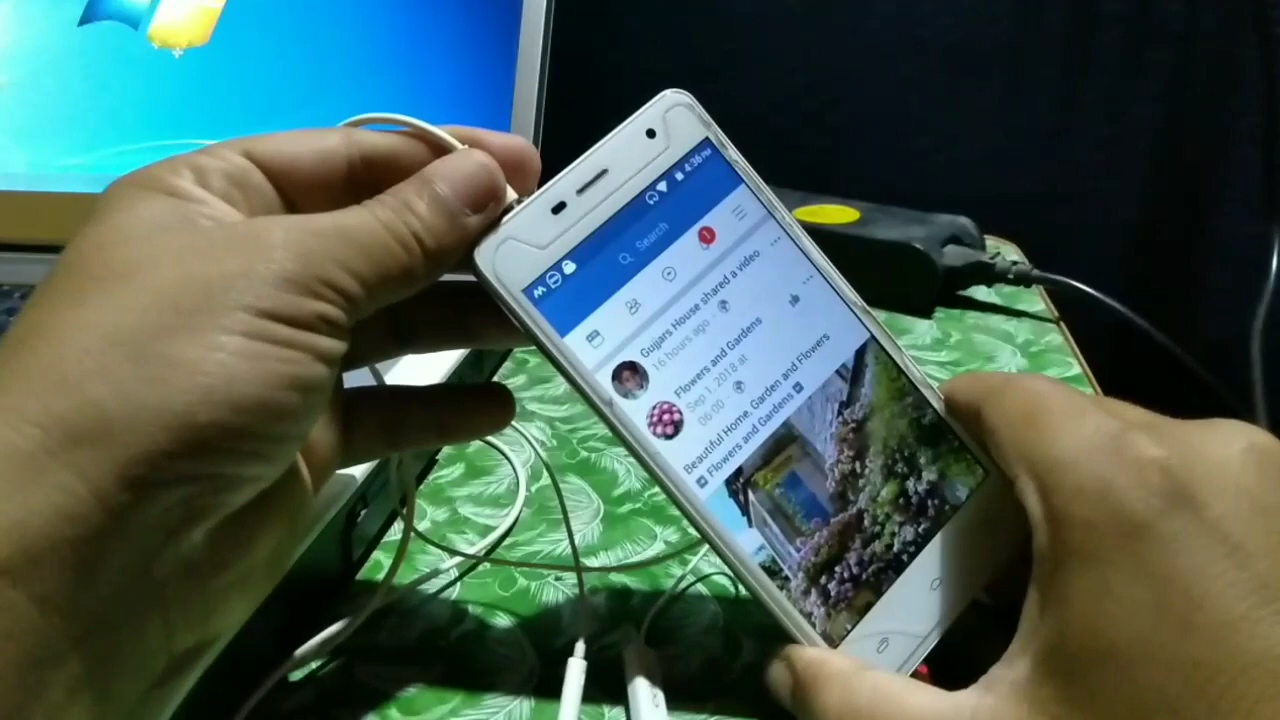 4:36 PM
Search
1
Gujjars House shared a video
16 hours ago
Flowers and Gardens
Sep 1, 2018 at
06:00
Beautiful Home, Garden and Flowers
Flowers and Gardens